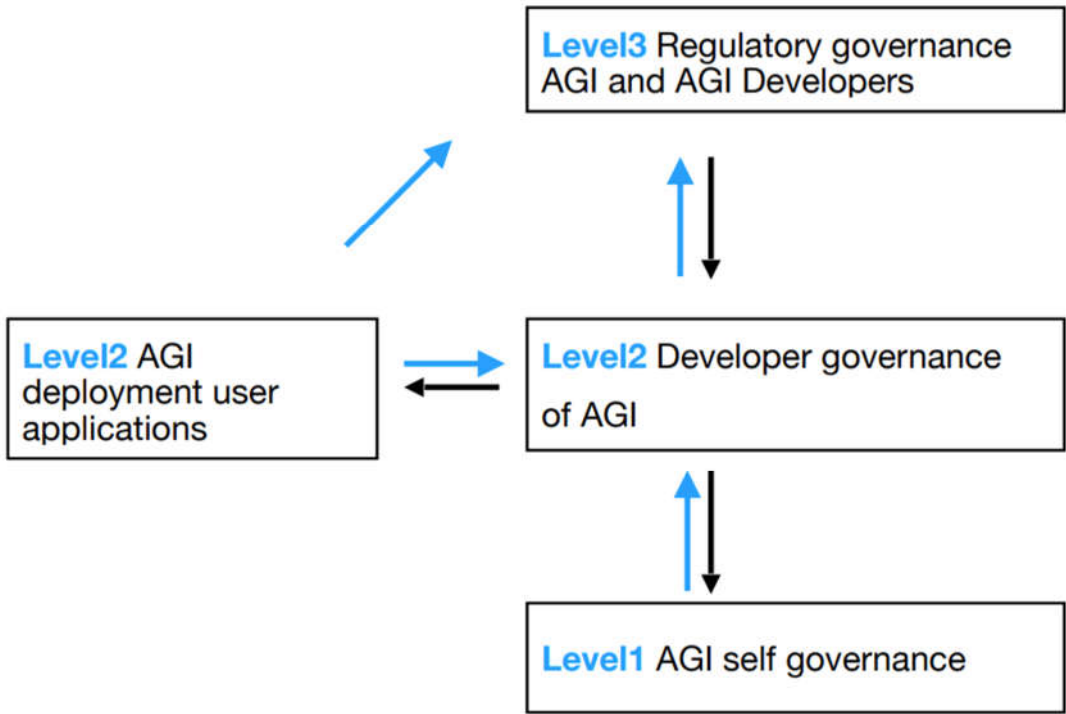 Level3 Regulatory governance
AGI and AGI Developers
Level2 AGI
deployment user
applications
Level2 Developer governance
of AGI
Level1 AGI self governance